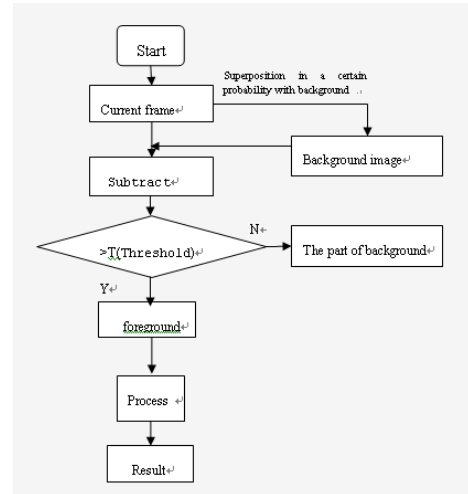 Start
Superposition in a certain
probability with background
Current frame
Background image
Subtract
N
>T(Threshold)
The part of background
Y
foreground
Process
Result